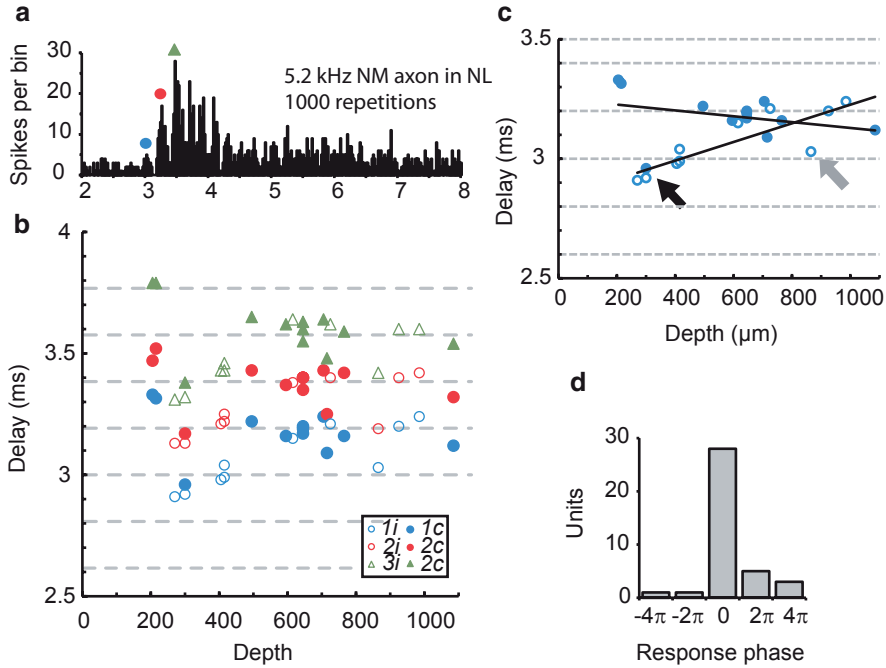 a
Spikes per bin
30
20
10
0
5.2 kHz NM axon in NL
1000 repetitions
2 3 4 5 6 7 8
b
Delay (ms)
4
3.5
3
2.5
1i 1c
2i 2c
3i 2c
0 200 400 600 800 1000
Depth
c
Delay (ms)
3.5
3
2.5
0 200 400 600 800 1000
Depth (µm)
d
Units
30
20
10
0
-4π -2π 0 2π 4π
Response phase